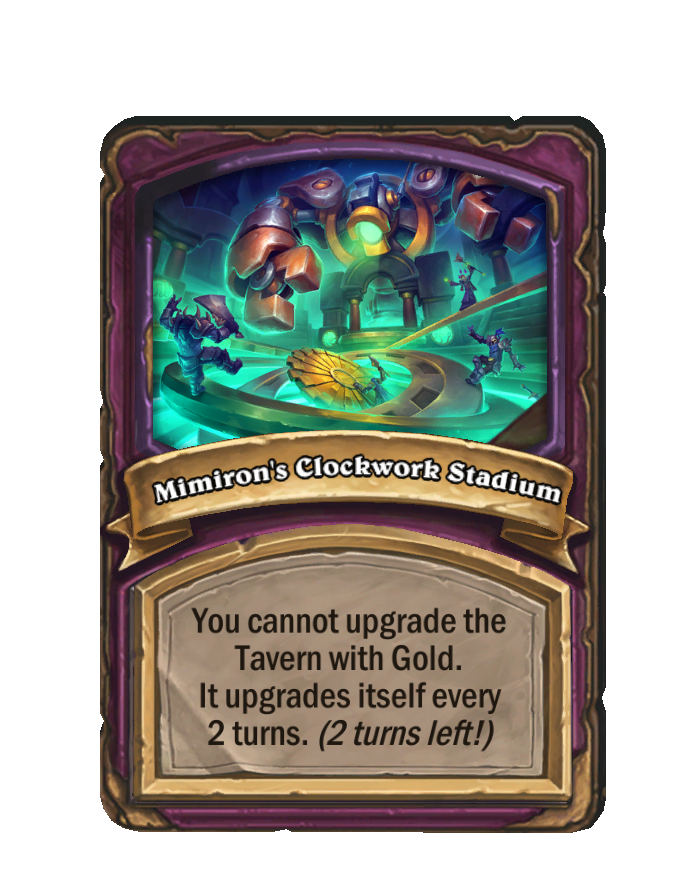 Mimiron's Clockwork Stadium
You cannot upgrade the
Tavern with Gold.
It upgrades itself every
2 turns. (2 turns left!)